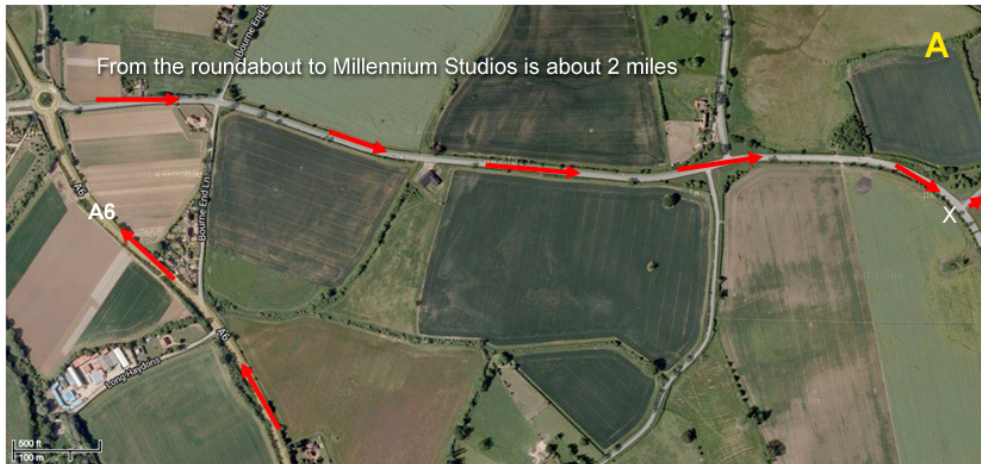 Bourne End Ln
A
From the roundabout to Millennium Studios is about 2 miles
A6
A6
Bourne End Ln
X
A6
Long Haydons
500 ft
100 m